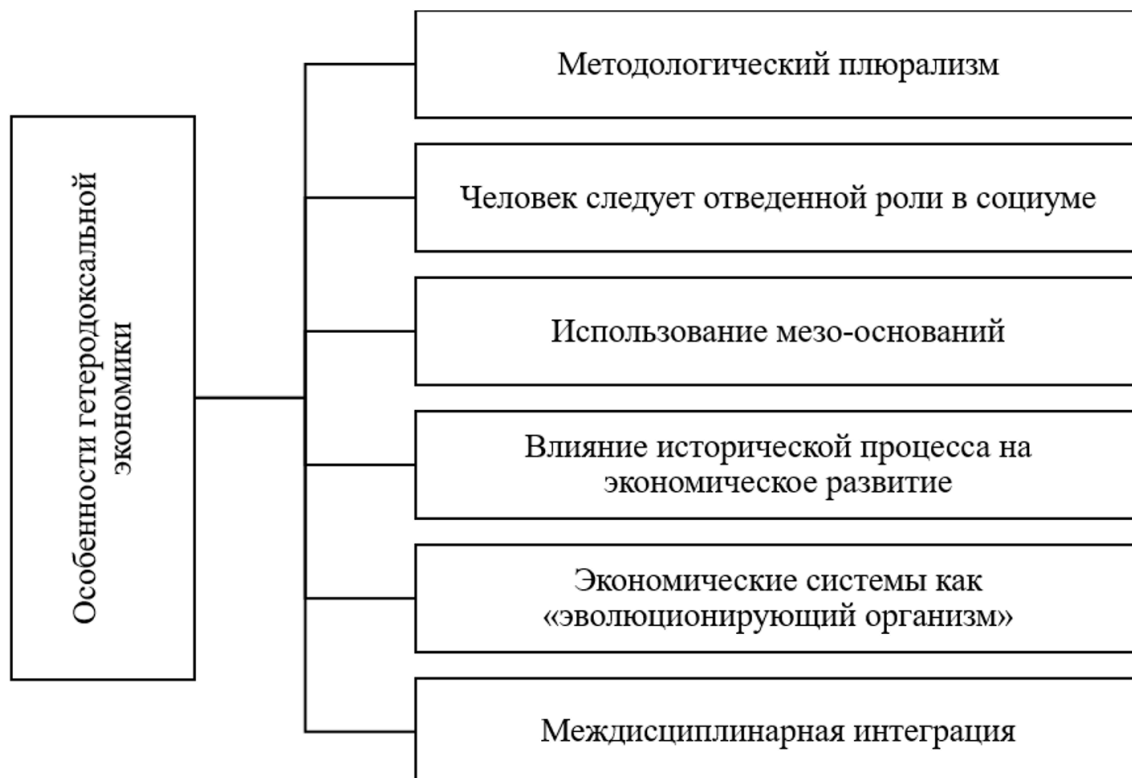 Особенности гетеродоксальной
экономики
Методологический плюрализм
Человек следует отведенной роли в социуме
Использование мезо-оснований
Влияние исторической процесса на
экономическое развитие
Экономические системы как
«эволюционирующий организм»
Междисциплинарная интеграция